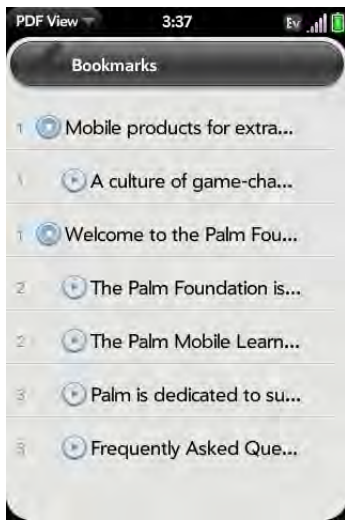 PDF View
3:37
Ev
Bookmarks
1 Mobile products for extra...
1 A culture of game-cha...
1 Welcome to the Palm Fou...
2 The Palm Foundation is...
2 The Palm Mobile Learn...
3 Palm is dedicated to su...
3 Frequently Asked Que...